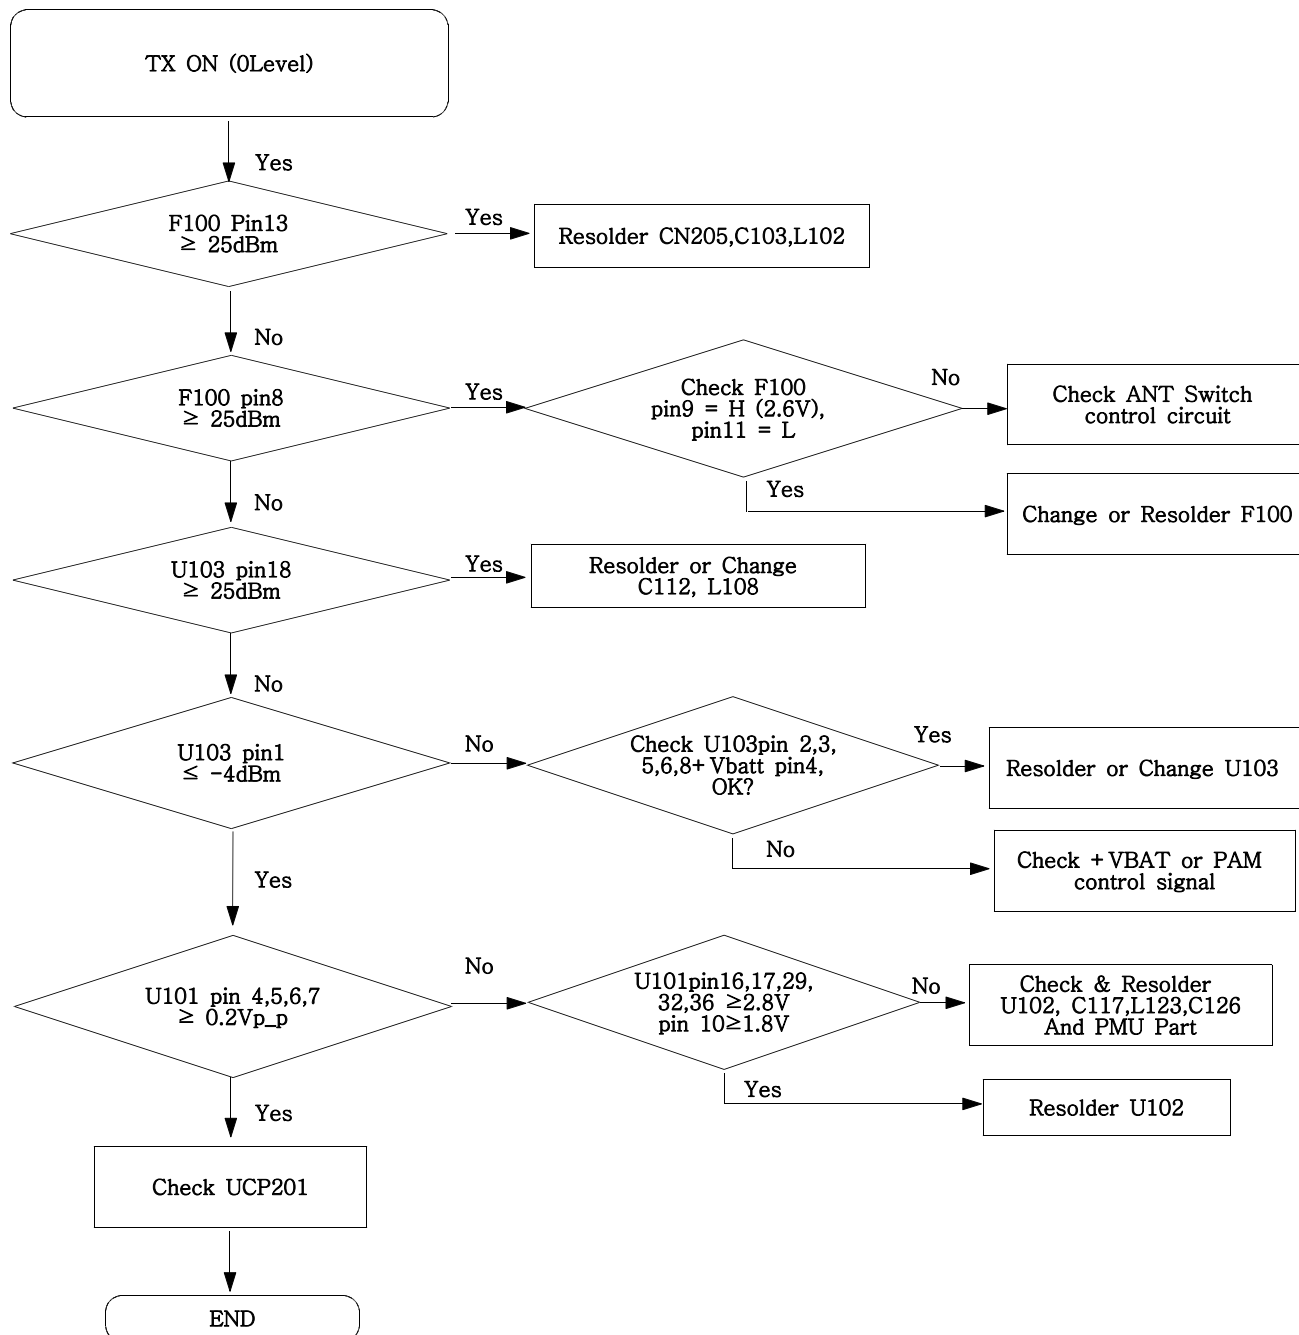 TX ON (0Level)
Yes
F100 Pin13
≥ 25dBm
Yes
Resolder CN205,C103,L102
No
F100 pin8
≥ 25dBm
Yes
Check F100
pin9 = H (2.6V),
pin11 = L
No
Check ANT Switch
control circuit
Yes
Change or Resolder F100
No
U103 pin18
≥ 25dBm
Yes
Resolder or Change
C112, L108
No
U103 pin1
≤ -4dBm
No
Check U103pin 2,3,
5,6,8+Vbatt pin4,
OK?
Yes
Resolder or Change U103
No
Check +VBAT or PAM
control signal
Yes
U101 pin 4,5,6,7
≥ 0.2Vp_p
No
U101pin16,17,29,
32,36 ≥2.8V
pin 10≥1.8V
No
Check & Resolder
U102, C117,L123,C126
And PMU Part
Yes
Resolder U102
Yes
Check UCP201
END